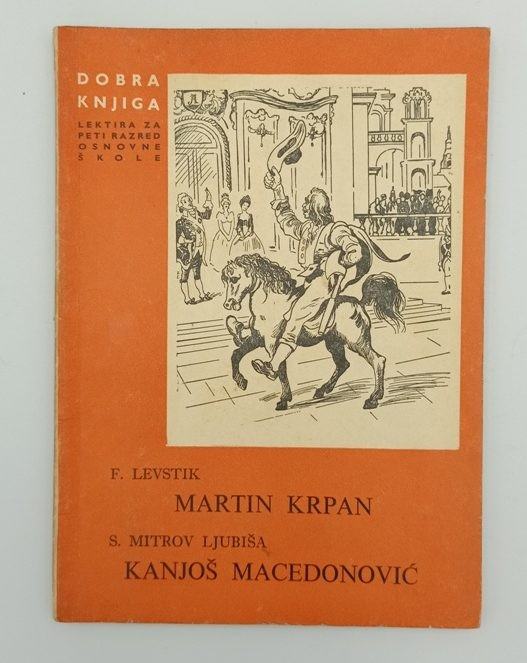 DOBRA
KNJIGA
LEKTIRA ZA
PETI RAZRED
OSNOVNE
ŠKOLE
F. LEVSTIK
MARTIN KRPAN
S. MITROV LJUBIŠA
KANJOŠ MACEDONOVIĆ